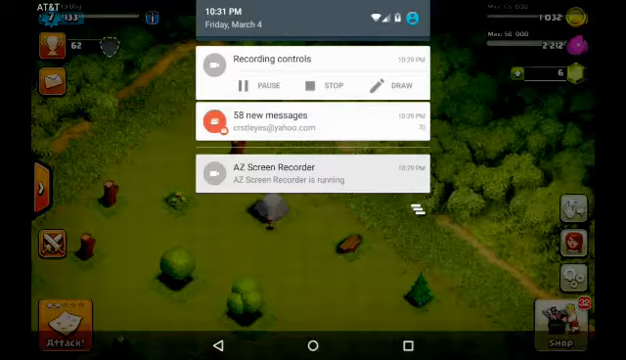 AT&T
7 133
62
10:31 PM
Friday, March 4
Recording controls
10:29 PM
PAUSE
STOP
DRAW
58 new messages
10:29 PM
crstleyes@yahoo.com
AZ Screen Recorder
10:29 PM
AZ Screen Recorder is running
1'032
2'212
6
32
Attack!
Shop